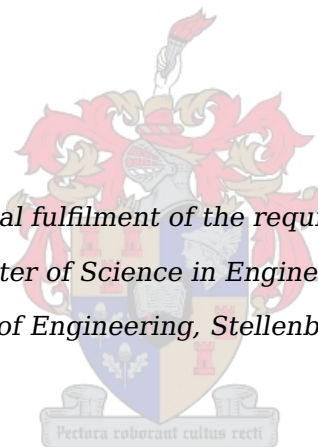 al fulfilment of the requi
ter of Science in Engine
of Engineering, Stellenb
Pectora roborant cultus recti